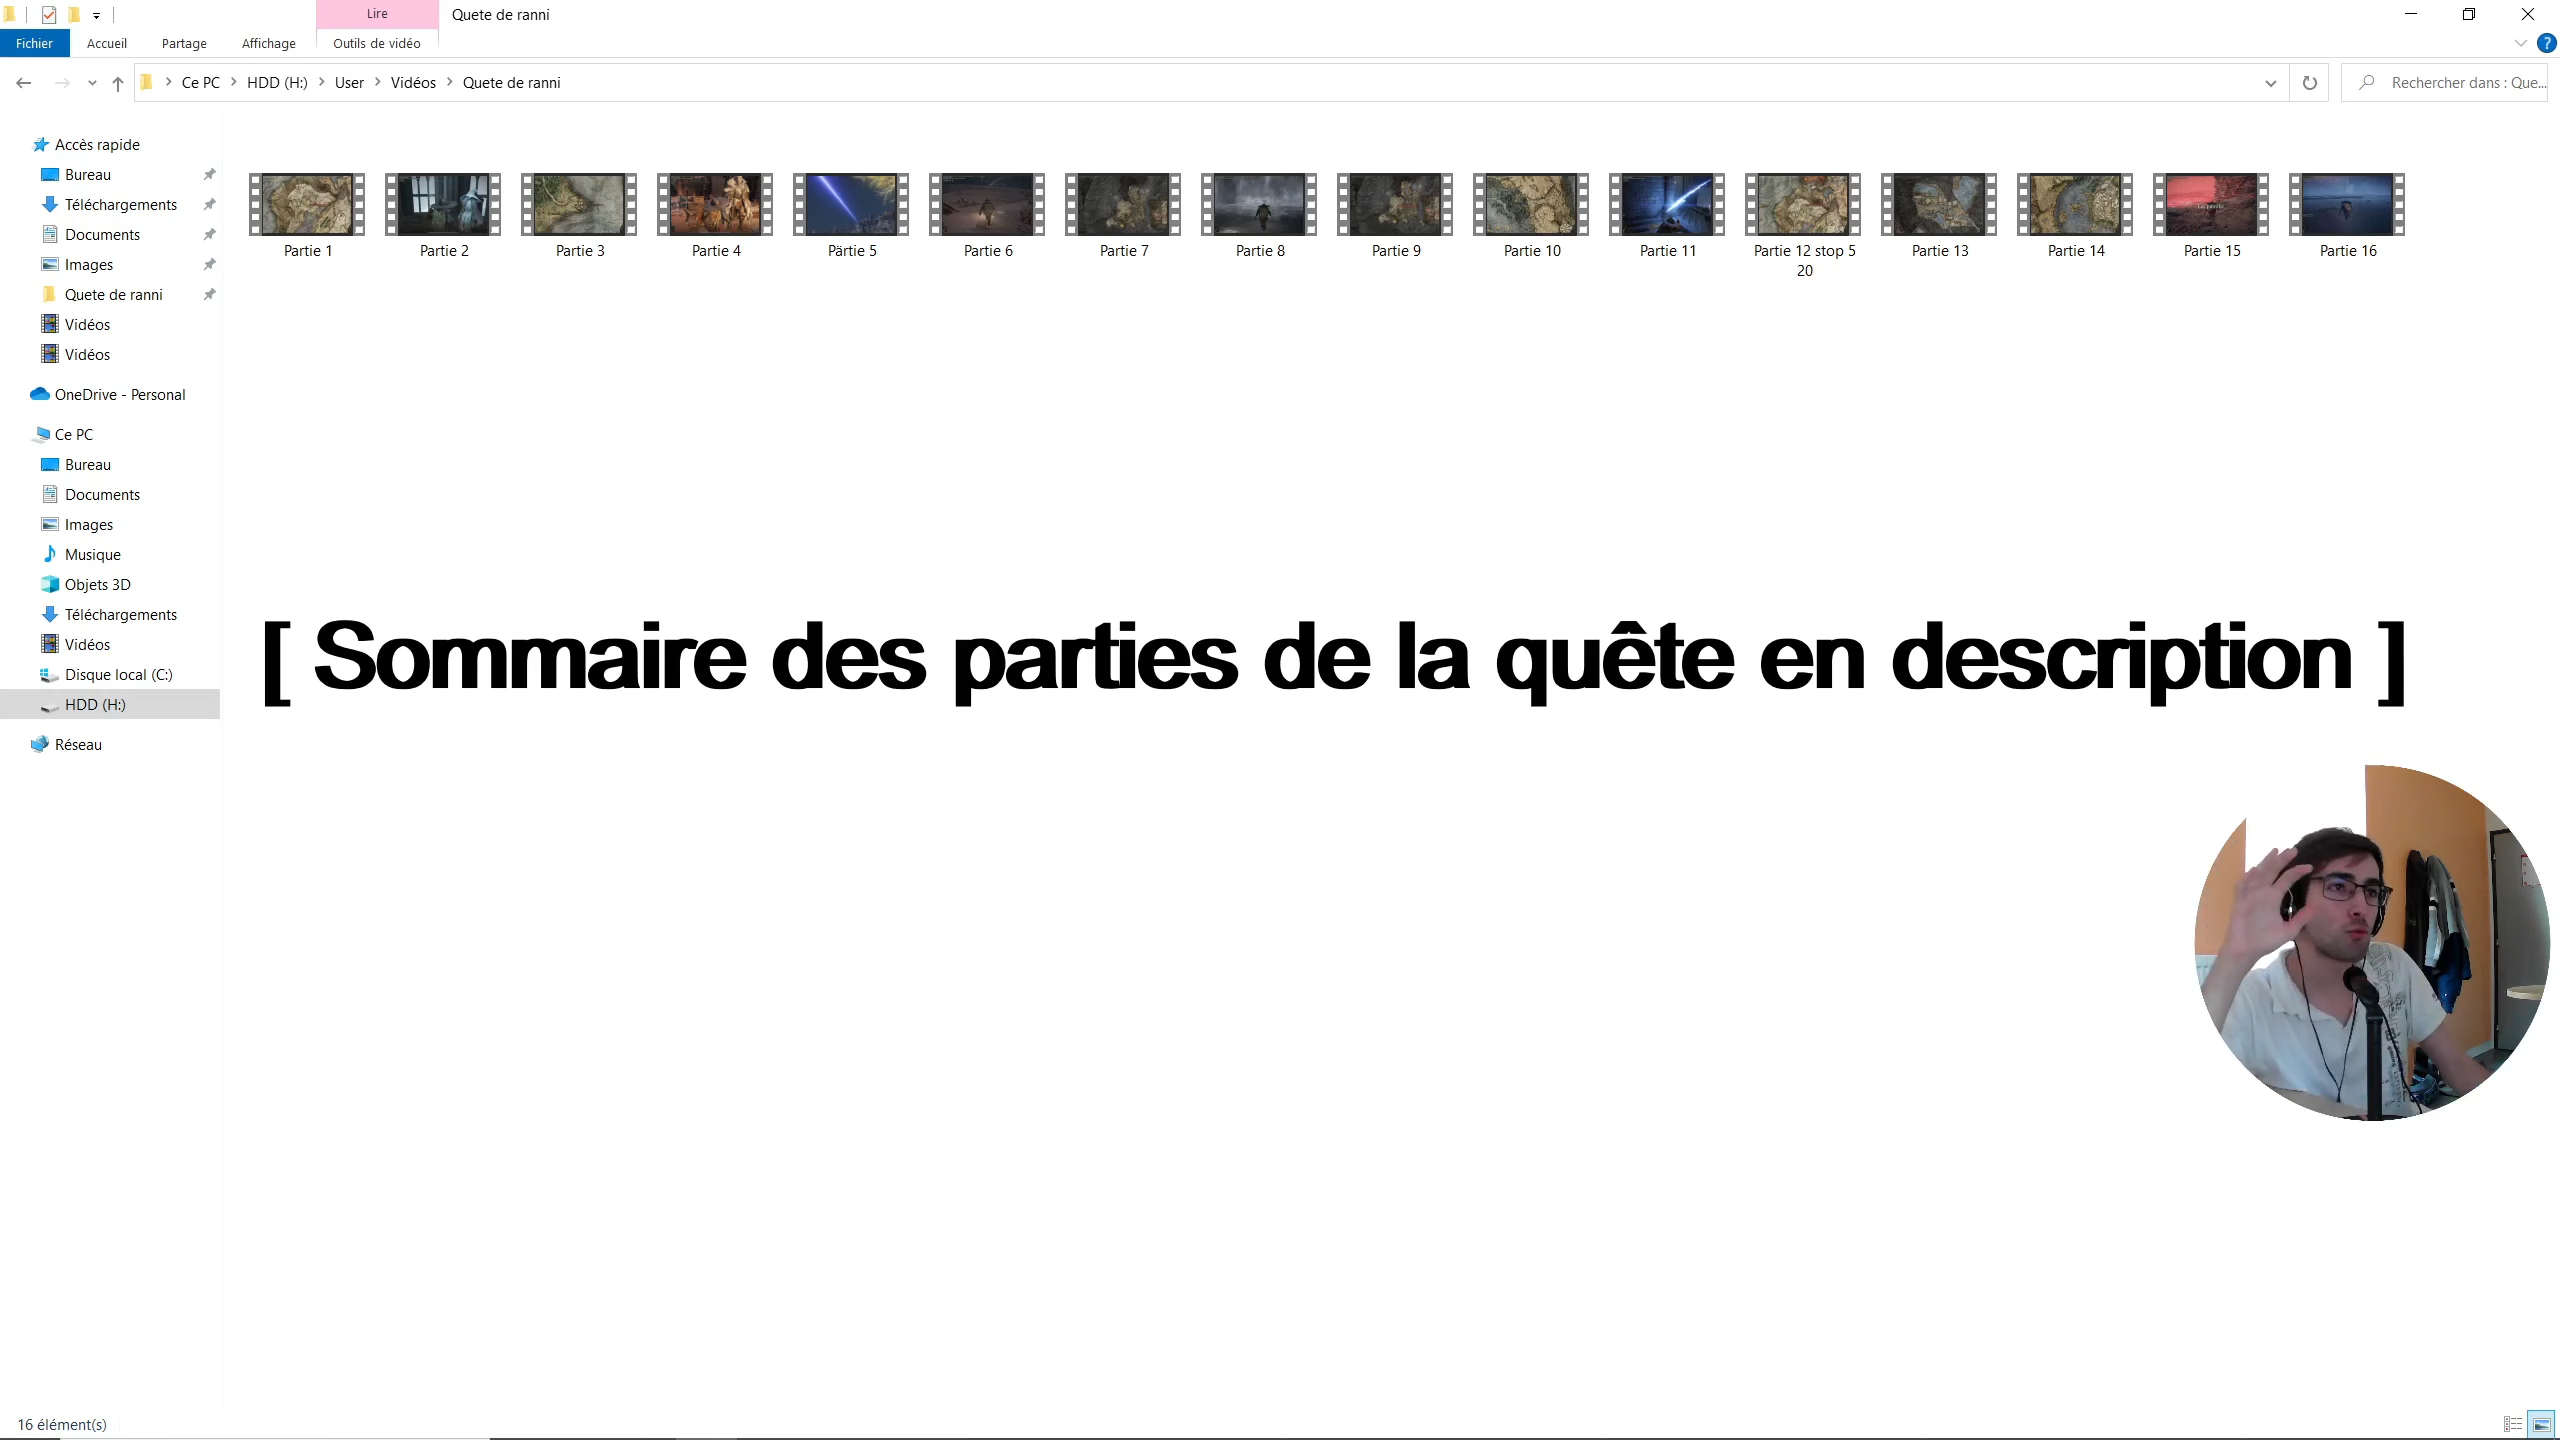 Lire
Quete de ranni
Fichier
Accueil
Partage
Affichage
Outils de vidéo
Ce PC
HDD (H:)
User
Vidéos
Quete de ranni
Rechercher dans : Que...
Accès rapide
Bureau
Téléchargements
Documents
Images
Quete de ranni
Vidéos
Vidéos
OneDrive - Personal
Ce PC
Bureau
Documents
Images
Musique
Objets 3D
Téléchargements
Vidéos
Disque local (C:)
HDD (H:)
Réseau
Partie 1
Partie 2
Partie 3
Partie 4
Pärtie 5
Partie 6
Partie 7
Partie 8
Partie 9
Partie 10
Partie 11
Partie 12 stop 5
20
Partie 13
Partie 14
Partie 15
Partie 16
[ Sommaire des parties de la quête en description ]
16 élément(s)